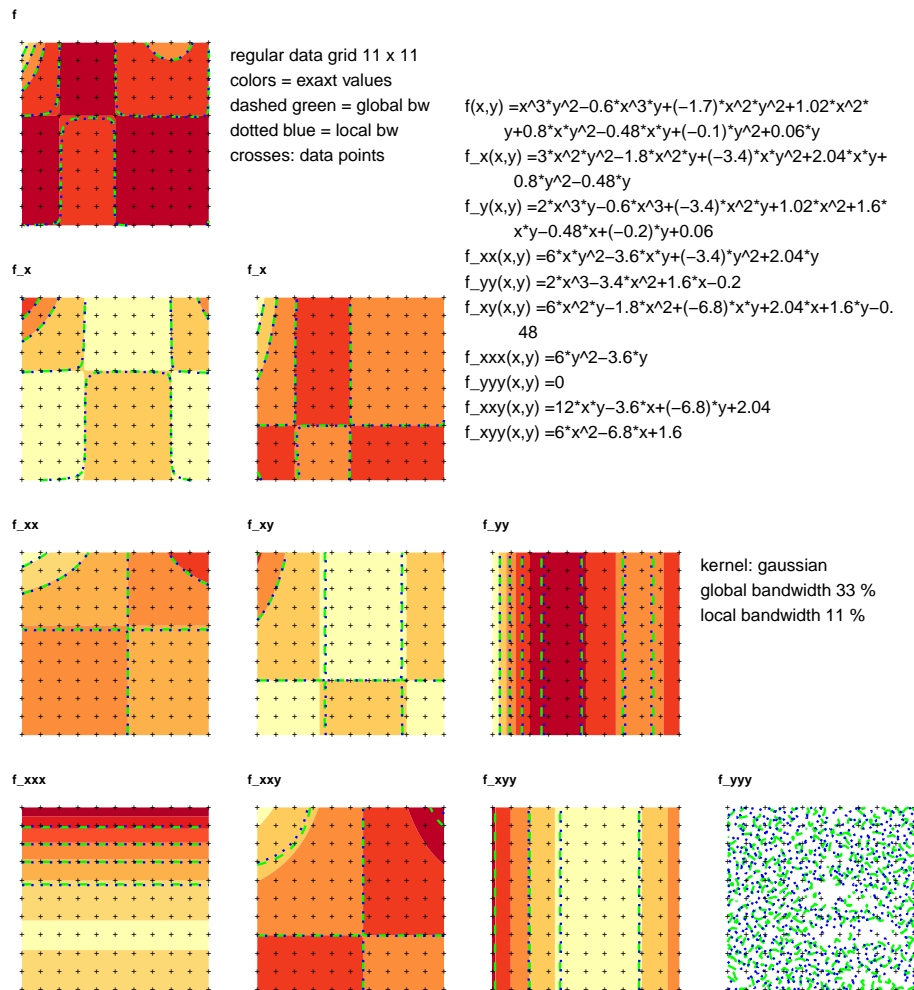 f
regular data grid 11 x 11
colors = exaxt values
dashed green = global bw
dotted blue = local bw
crosses: data points
f(x,y) =x^3*y^2−0.6*x^3*y+(−1.7)*x^2*y^2+1.02*x^2*
y+0.8*x*y^2−0.48*x*y+(−0.1)*y^2+0.06*y
f_x(x,y) =3*x^2*y^2−1.8*x^2*y+(−3.4)*x*y^2+2.04*x*y+
0.8*y^2−0.48*y
f_y(x,y) =2*x^3*y−0.6*x^3+(−3.4)*x^2*y+1.02*x^2+1.6*
x*y−0.48*x+(−0.2)*y+0.06
f_xx(x,y) =6*x*y^2−3.6*x*y+(−3.4)*y^2+2.04*y
f_yy(x,y) =2*x^3−3.4*x^2+1.6*x−0.2
f_xy(x,y) =6*x^2*y−1.8*x^2+(−6.8)*x*y+2.04*x+1.6*y−0.
48
f_xxx(x,y) =6*y^2−3.6*y
f_yyy(x,y) =0
f_xxy(x,y) =12*x*y−3.6*x+(−6.8)*y+2.04
f_xyy(x,y) =6*x^2−6.8*x+1.6
f_x
f_x
f_xx
f_xy
f_yy
kernel: gaussian
global bandwidth 33 %
local bandwidth 11 %
f_xxx
f_xxy
f_xyy
f_yyy